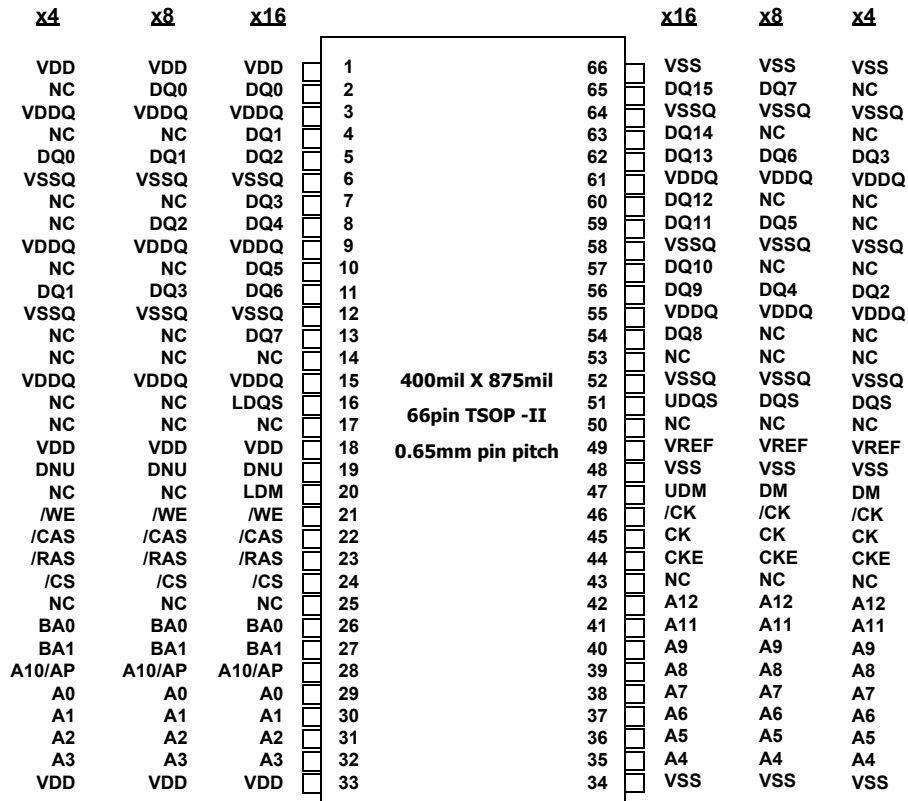 x4 x8 x16 x16 x8 x4
VDD VDD VDD 1 66 VSS VSS VSS
NC DQ0 DQ0 2 65 DQ15 DQ7 NC
VDDQ VDDQ VDDQ 3 64 VSSQ VSSQ VSSQ
NC NC DQ1 4 63 DQ14 NC NC
DQ0 DQ1 DQ2 5 62 DQ13 DQ6 DQ3
VSSQ VSSQ VSSQ 6 61 VDDQ VDDQ VDDQ
NC NC DQ3 7 60 DQ12 NC NC
NC DQ2 DQ4 8 59 DQ11 DQ5 NC
VDDQ VDDQ VDDQ 9 58 VSSQ VSSQ VSSQ
NC NC DQ5 10 57 DQ10 NC NC
DQ1 DQ3 DQ6 11 56 DQ9 DQ4 DQ2
VSSQ VSSQ VSSQ 12 55 VDDQ VDDQ VDDQ
NC NC DQ7 13 54 DQ8 NC NC
NC NC NC 14 53 NC NC NC
VDDQ VDDQ VDDQ 15 400mil X 875mil 52 VSSQ VSSQ VSSQ
NC NC LDQS 16 66pin TSOP -II 51 UDQS DQS DQS
NC NC NC 17 50 NC NC NC
VDD VDD VDD 18 0.65mm pin pitch 49 VREF VREF VREF
DNU DNU DNU 19 48 VSS VSS VSS
NC NC LDM 20 47 UDM DM DM
/WE /WE /WE 21 46 /CK /CK /CK
/CAS /CAS /CAS 22 45 CK CK CK
/RAS /RAS /RAS 23 44 CKE CKE CKE
/CS /CS /CS 24 43 NC NC NC
NC NC NC 25 42 A12 A12 A12
BA0 BA0 BA0 26 41 A11 A11 A11
BA1 BA1 BA1 27 40 A9 A9 A9
A10/AP A10/AP A10/AP 28 39 A8 A8 A8
A0 A0 A0 29 38 A7 A7 A7
A1 A1 A1 30 37 A6 A6 A6
A2 A2 A2 31 36 A5 A5 A5
A3 A3 A3 32 35 A4 A4 A4
VDD VDD VDD 33 34 VSS VSS VSS